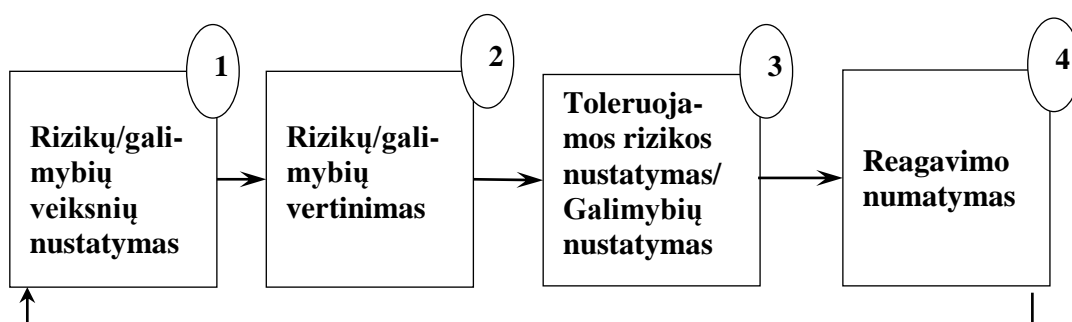 1
Rizikų/gali-
mybių
veiksnių
nustatymas
2
Rizikų/gali-
mybių
vertinimas
3
Toleruoja-
mos rizikos
nustatymas/
Galimybių
nustatymas
4
Reagavimo
numatymas